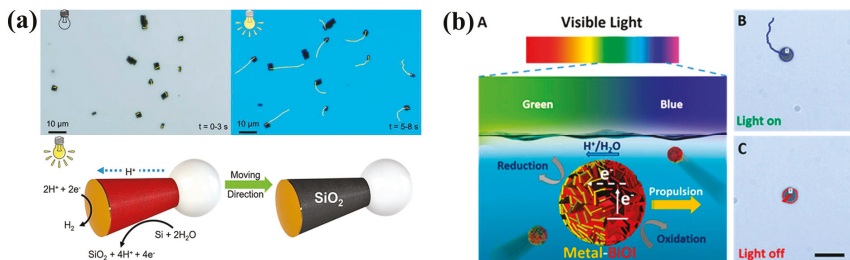 (a)
10 μm
t = 0-3 s
10 μm
t = 5-8 s
H⁺
2H⁺ + 2e⁻
H₂
Si + 2H₂O
SiO₂ + 4H⁺ + 4e⁻
Moving
Direction
SiO₂
(b)
A
Visible Light
Green
Blue
H⁺/H₂O
Reduction
e⁻
e⁻
Propulsion
Oxidation
Metal-BiOI
B
Light on
C
Light off